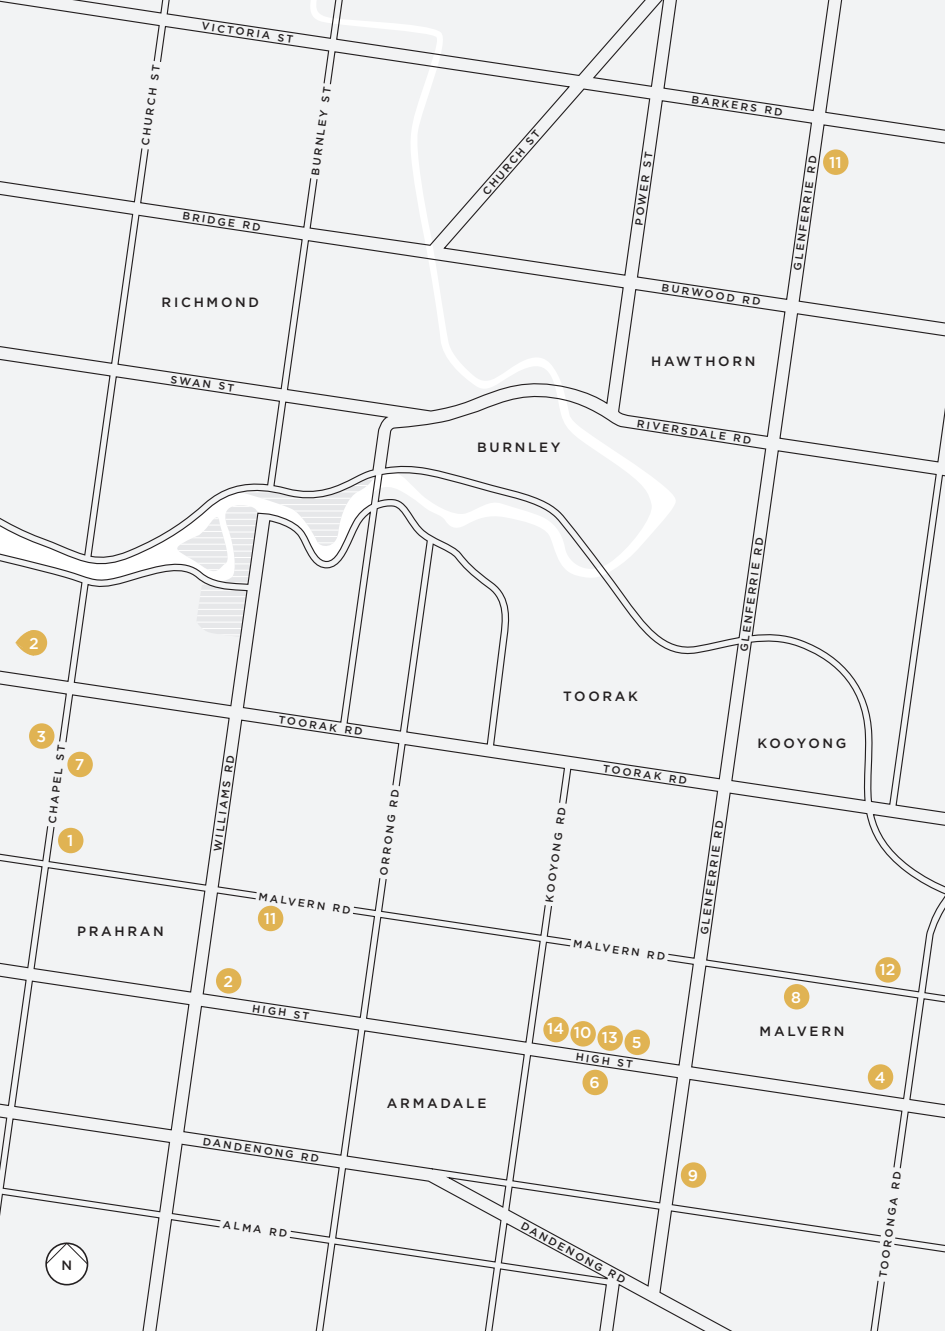 VICTORIA ST
CHURCH ST
BURNLEY ST
BARKERS RD
CHURCH ST
POWER ST
GLENFERRIE RD
11
BRIDGE RD
BURWOOD RD
RICHMOND
HAWTHORN
SWAN ST
RIVERSDALE RD
BURNLEY
GLENFERRIE RD
2
TOORAK
TOORAK RD
KOOYONG
3
7
CHAPEL ST
TOORAK RD
WILLIAMS RD
ORRONG RD
KOOYONG RD
GLENFERRIE RD
1
MALVERN RD
11
PRAHRAN
MALVERN RD
12
2
8
HIGH ST
14
10
13
5
MALVERN
HIGH ST
6
4
ARMADALE
DANDENONG RD
9
ALMA RD
TOORONGA RD
DANDENONG RD
N